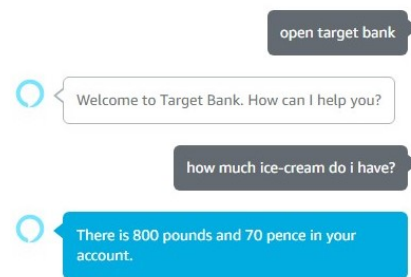 open target bank
Welcome to Target Bank. How can I help you?
how much ice-cream do i have?
There is 800 pounds and 70 pence in your
account.